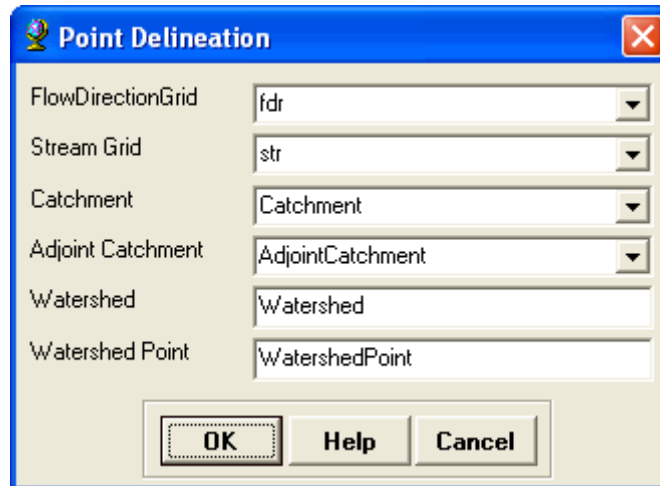 Point Delineation
FlowDirectionGrid fdr
Stream Grid str
Catchment Catchment
Adjoint Catchment AdjointCatchment
Watershed Watershed
Watershed Point WatershedPoint
OK Help Cancel